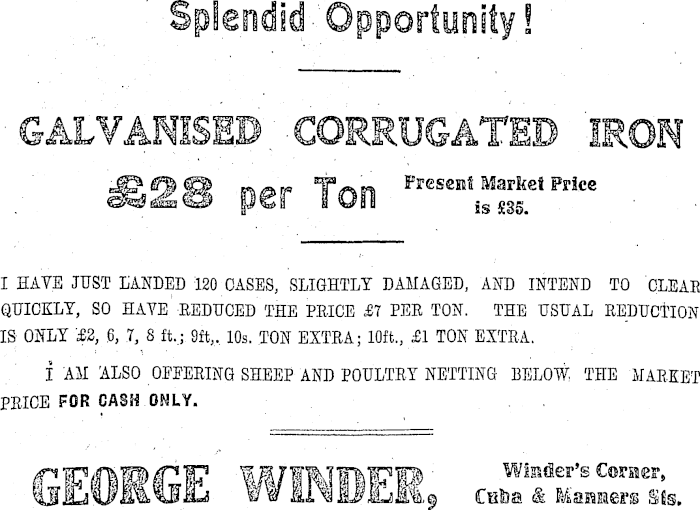 Splendid Opportunity!
GALVANISED CORRUGATED IRON
£28 per Ton Present Market Price
is £35.
I HAVE JUST LANDED 120 CASES, SLIGHTLY DAMAGED, AND INTEND TO CLEAR
QUICKLY, SO HAVE REDUCED THE PRICE £7 PER TON. THE USUAL REDUCTION
IS ONLY £2, 6, 7, 8 ft.; 9ft,. 10s. TON EXTRA; 10ft., £1 TON EXTRA.
I AM ALSO OFFERING SHEEP AND POULTRY NETTING BELOW THE MARKET
PRICE FOR CASH ONLY.
GEORGE WINDER, Winder's Corner,
Cuba & Manners Sts.